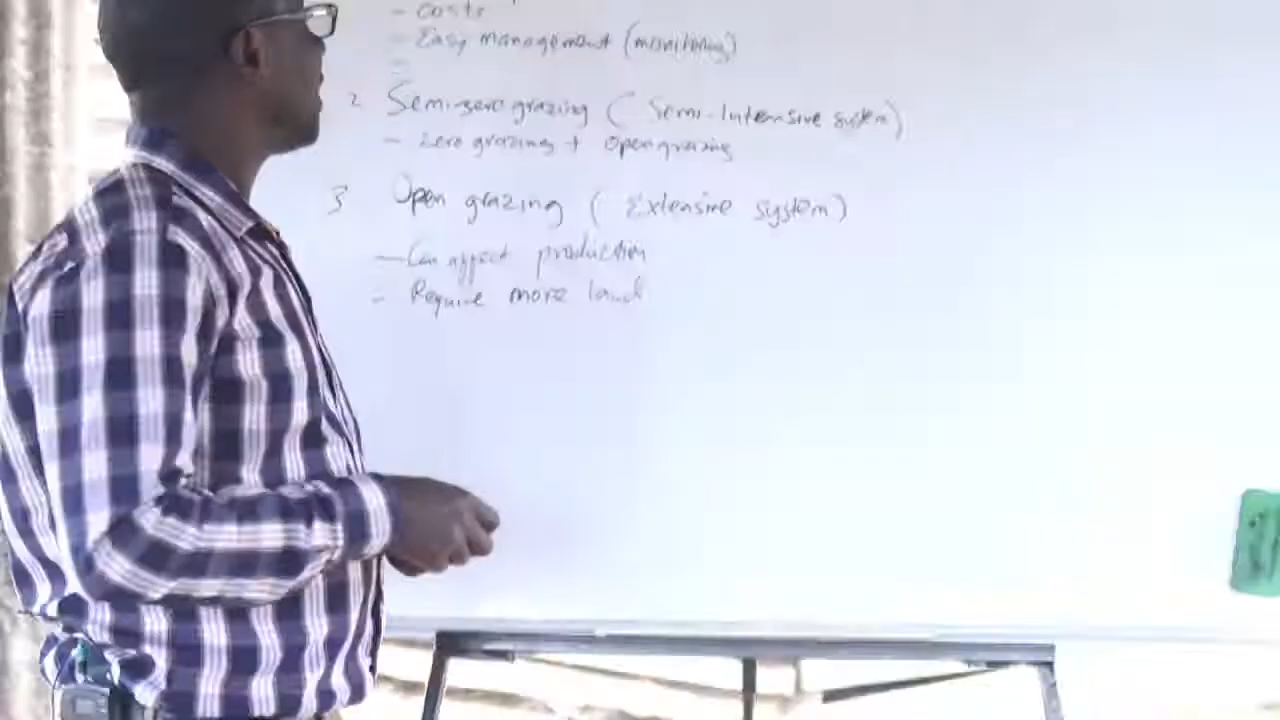 - costs
- Easy management (monitoring)
-
2 Semi-zero grazing ( Semi-Intensive system)
- Zero grazing + Open grazing
3 Open grazing ( Extensive system)
- Can affect production
- Require more land